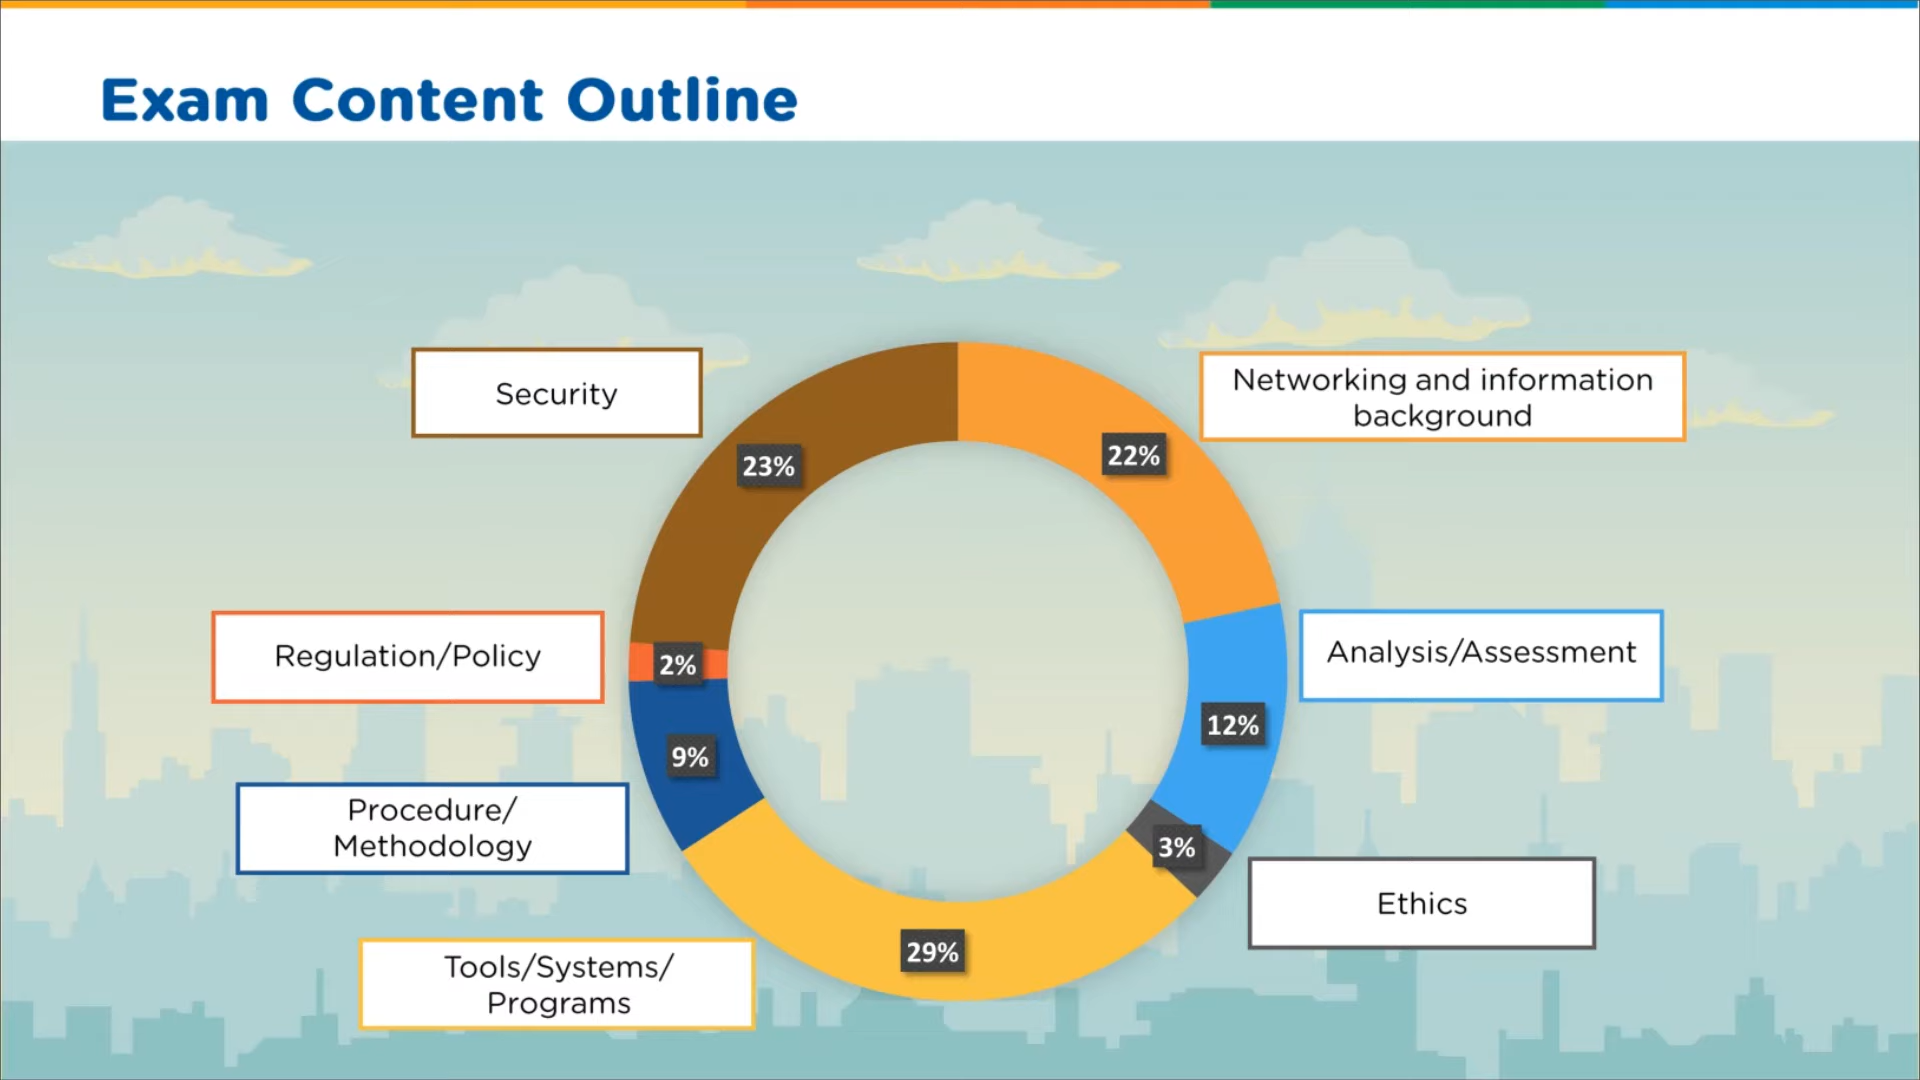 Exam Content Outline
Security
Networking and information
background
23%
22%
Regulation/Policy
2%
Analysis/Assessment
12%
9%
Procedure/
Methodology
3%
Ethics
29%
Tools/Systems/
Programs